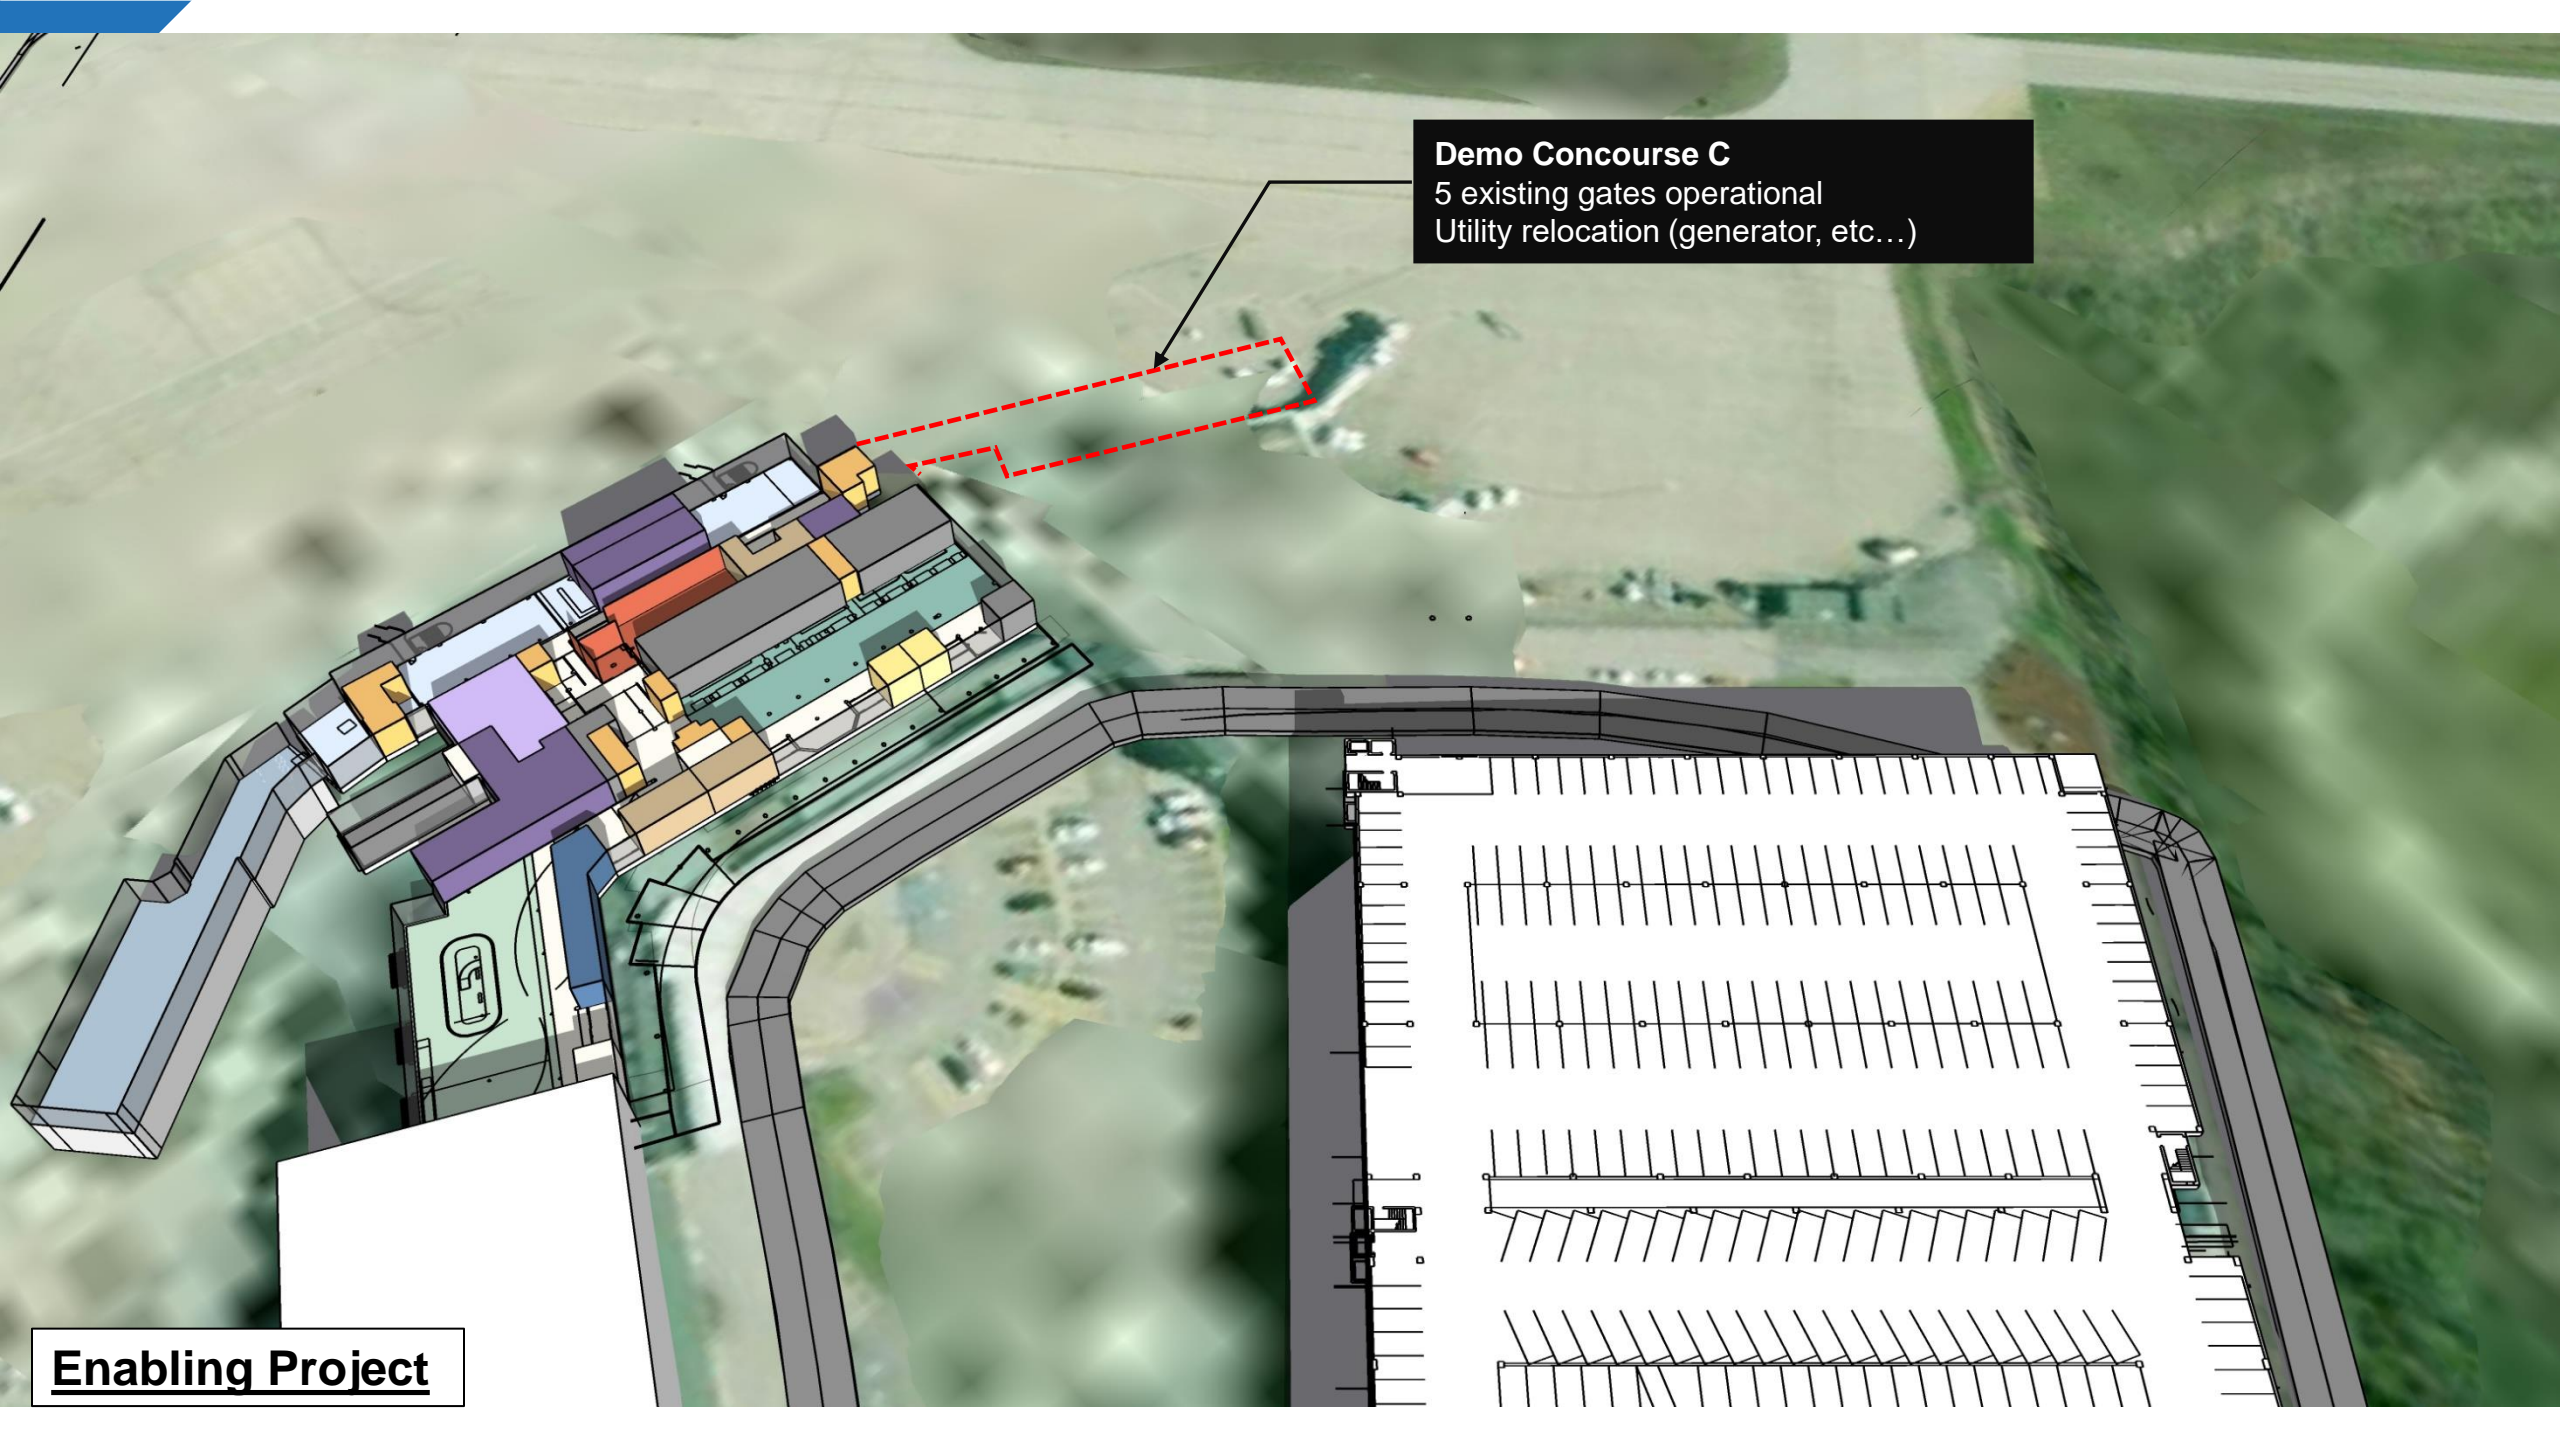 Demo Concourse C
5 existing gates operational
Utility relocation (generator, etc…)
Enabling Project